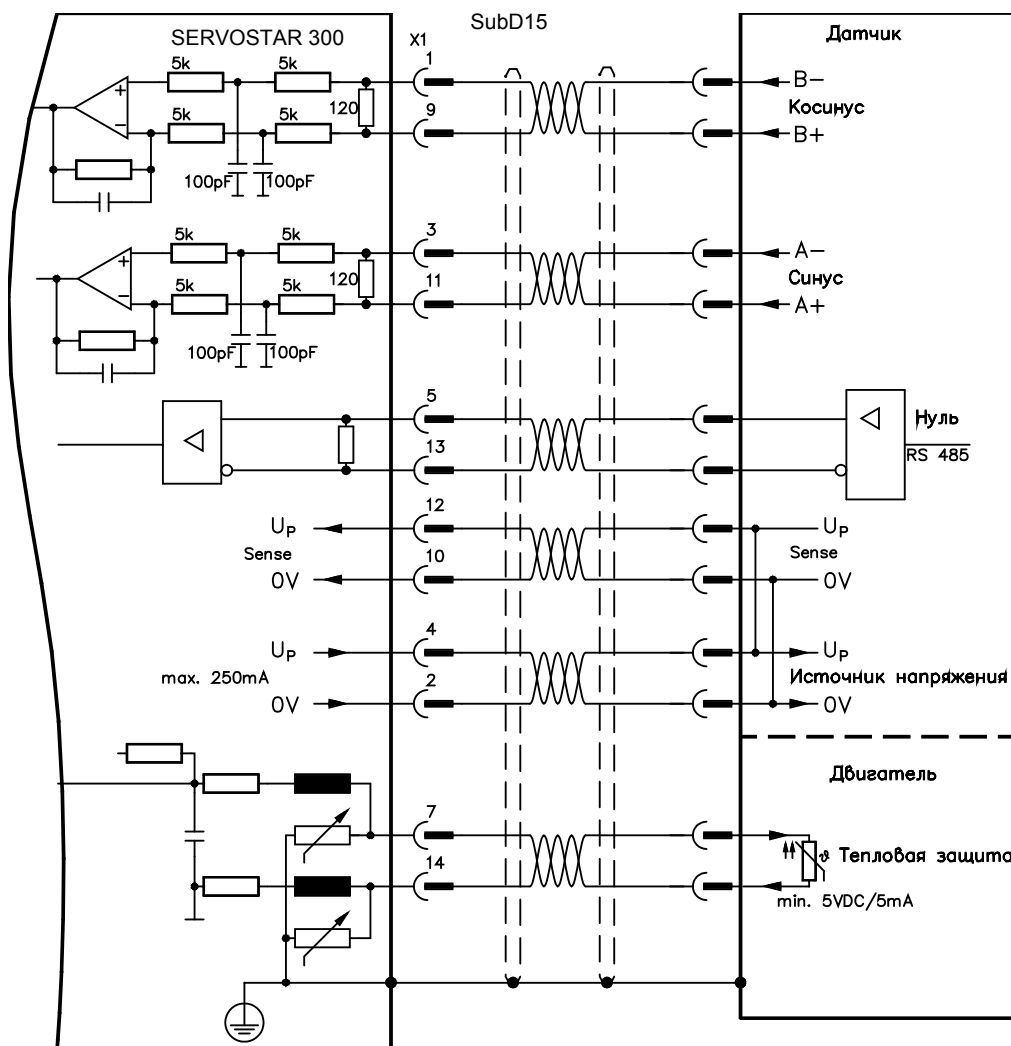 SubD15
SERVOSTAR 300
X1
Датчик
5k
5k
1
B-
120
Косинус
5k
5k
9
B+
100pF
100pF
5k
5k
3
A-
120
Синус
5k
5k
11
A+
100pF
100pF
5
Нуль
13
RS 485
UP
12
UP
Sense
Sense
0V
10
0V
UP
4
UP
max. 250mA
Источник напряжения
0V
2
0V
Двигатель
7
ϑ Тепловая защита
14
min. 5VDC/5mA